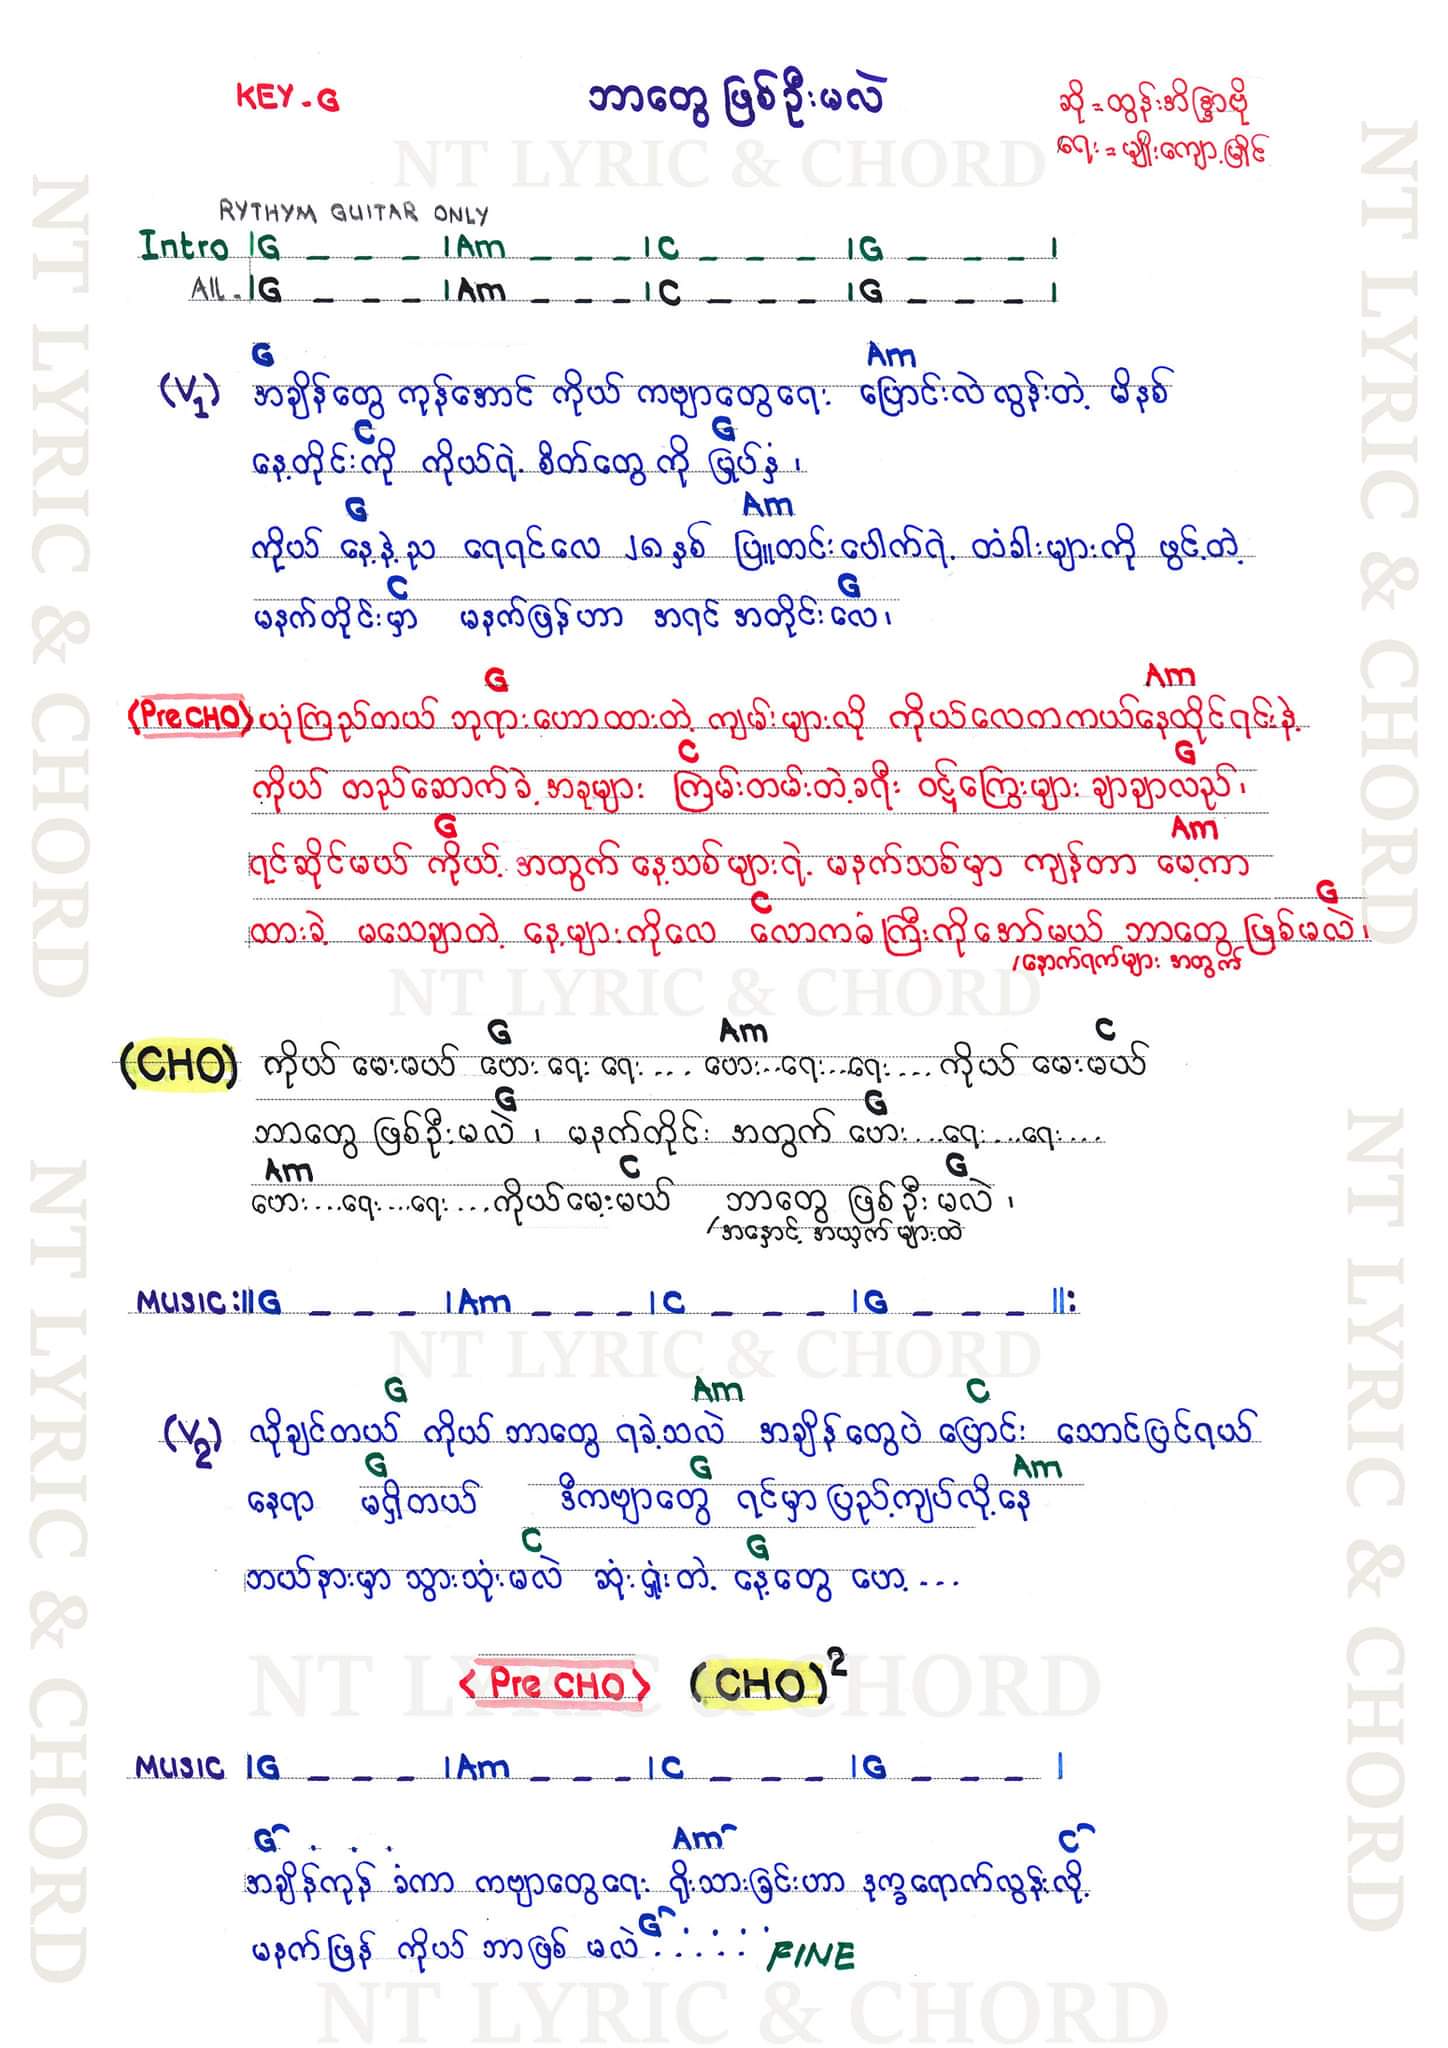 KEY - G
ဘာတွေ ဖြစ်ဦးမလဲ
ဆို = ထွန်းအိန္ဒြာဗို
ရေး = မျိုးကျော့မြိုင်
NT LYRIC & CHORD
RYTHYM GUITAR ONLY
Intro |G _ _ _ |Am _ _ _ |C _ _ _ |G _ _ _ |
All . |G _ _ _ |Am _ _ _ |C _ _ _ |G _ _ _ |
G Am
(V1) အချိန်တွေ ကုန်အောင် ကိုယ် ကဗျာတွေရေး ပြောင်းလဲလွန်းတဲ့ မိနစ်
C G
နေ့တိုင်းကို ကိုယ်ရဲ့ စိတ်တွေ ကို မြှုပ်နှံ ၊
G Am
ကိုယ် နေ့နဲ့ည ရေရင်လေ ၂၈နှစ် ပြူတင်းပေါက်ရဲ့ တံခါးများကို ဖွင့်တဲ့
C G
မနက်တိုင်းမှာ မနက်ဖြန်ဟာ အရင် အတိုင်းလေ ၊
G Am
<Pre CHO> ယုံကြည်တယ် ဘုရားဟောထားတဲ့ ကျမ်းများလို ကိုယ်လေတကယ်နေထိုင်ရင်းနဲ့
C G
ကိုယ် တည်ဆောက်ခဲ့ အခုများ ကြမ်းတမ်းတဲ့ခရီး ဝဋ်ကြွေးများ ချာချာလည် ၊
G Am
ရင်ဆိုင်မယ် ကိုယ့် အတွက် နေ့သစ်များရဲ့ မနက်သစ်မှာ ကျန်တာ မေ့ကာ
C G
ထားခဲ့ မသေချာတဲ့ နေ့များကိုလေ လောကဓံကြီးကိုအော်မယ် ဘာတွေ ဖြစ်မလဲ ၊
/နောက်ရက်များ အတွက်
NT LYRIC & CHORD
G Am C
(CHO) ကိုယ် မေးမယ် ဟေး ရေး ရေး ... ဟေး..ရေး...ရေး.... ကိုယ် မေးမယ်
G G
ဘာတွေ ဖြစ်ဦးမလဲ ၊ မနက်တိုင်း အတွက် ဟေး...ရေး...ရေး...
Am C G
ဟေး...ရေး...ရေး...ကိုယ်မေးမယ် ဘာတွေ ဖြစ်ဦး မလဲ ၊
/အနှောင့် အယှက် များထဲ
MUSIC :||G _ _ _ |Am _ _ _ |C _ _ _ |G _ _ _ ||:
NT LYRIC & CHORD
G Am C
(V2) လိုချင်တယ် ကိုယ် ဘာတွေ ရခဲ့သလဲ အချိန်တွေပဲ ပြောင်း သောင်ပြင်ရယ်
G G Am
နေရာ မရှိတယ် ဒီကဗျာတွေ ရင်မှာပြည့်ကျပ်လို့နေ
C G
ဘယ်နားမှာ သွားသုံးမလဲ ဆုံးရှုံးတဲ့ နေ့တွေ ဟေ့ ...
<Pre CHO> (CHO)2
NT LYRIC & CHORD
MUSIC |G _ _ _ |Am _ _ _ |C _ _ _ |G _ _ _ |
G . . . Am C
အချိန်ကုန် ခံကာ ကဗျာတွေရေး ရိုးသားခြင်းဟာ ဒုက္ခရောက်လွန်းလို့
G
မနက်ဖြန် ကိုယ် ဘာဖြစ် မလဲ : : : : : FINE
NT LYRIC & CHORD
NT LYRIC & CHORD
NT LYRIC & CHORD
NT LYRIC & CHORD
NT LYRIC & CHORD